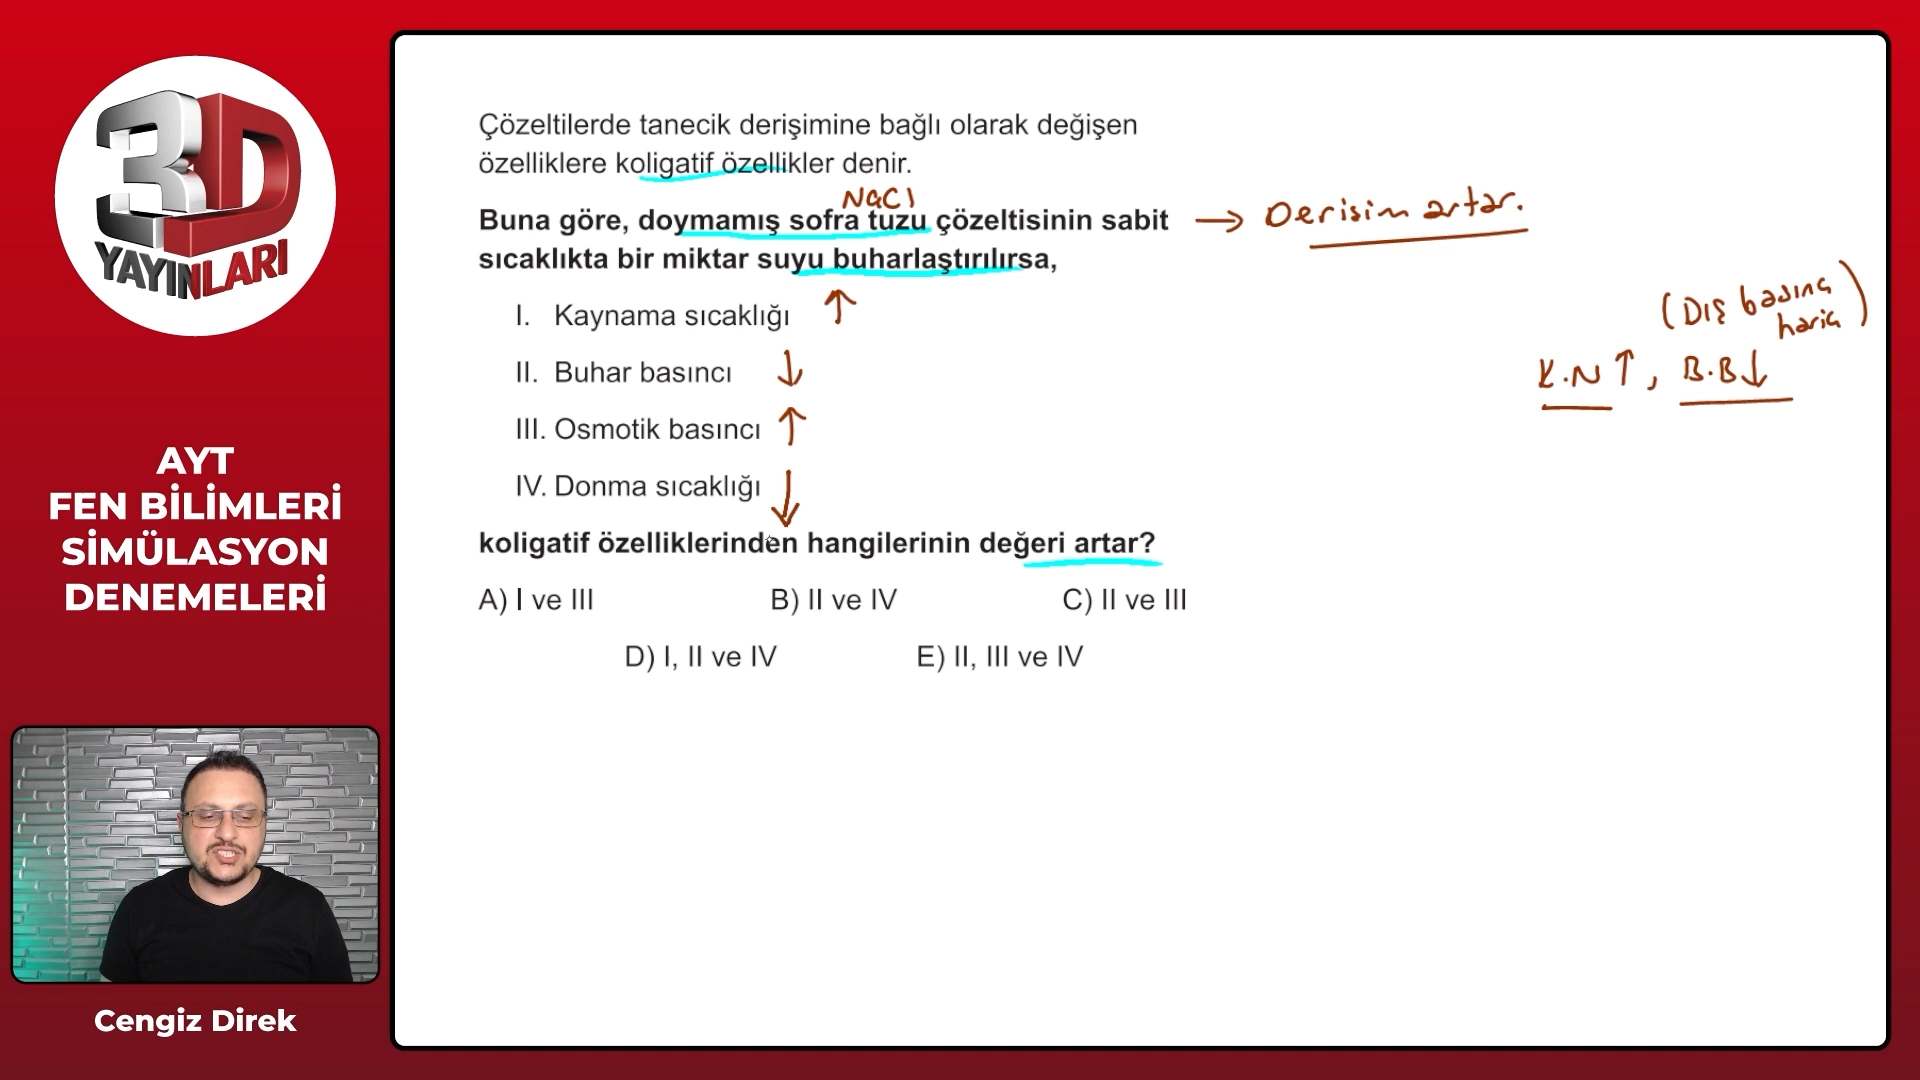 3D
YAYINLARI
AYT
FEN BİLİMLERİ
SİMÜLASYON
DENEMELERİ
Cengiz Direk
Çözeltilerde tanecik derişimine bağlı olarak değişen
özelliklere koligatif özellikler denir.
NaCl
Buna göre, doymamış sofra tuzu çözeltisinin sabit → Derisim artar.
sıcaklıkta bir miktar suyu buharlaştırılırsa,
I. Kaynama sıcaklığı ↑
II. Buhar basıncı ↓
III. Osmotik basıncı ↑
IV. Donma sıcaklığı ↓
koligatif özelliklerinden hangilerinin değeri artar?
A) I ve III B) II ve IV C) II ve III
D) I, II ve IV E) II, III ve IV
(Dış basınç
hariç)
K.N↑, B.B↓